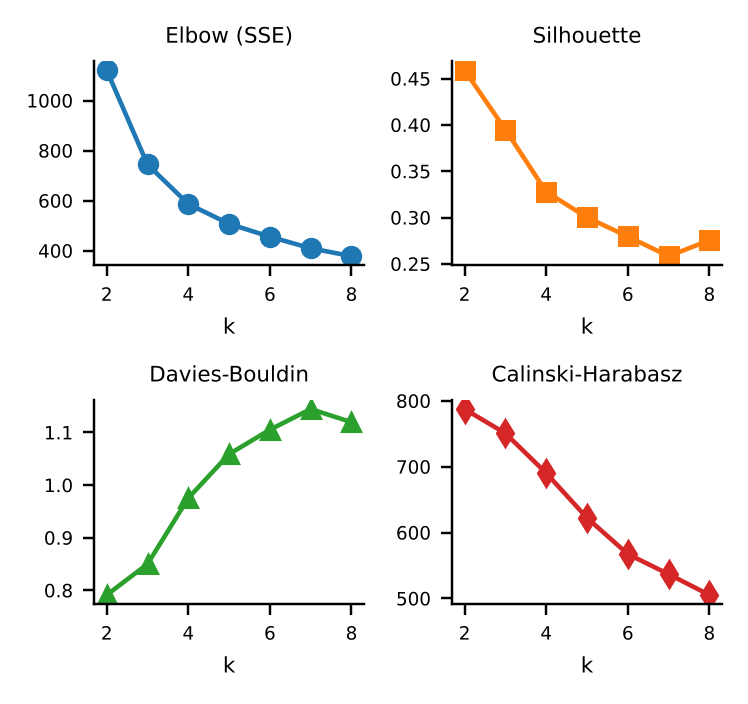 Elbow (SSE)
1000
800
600
400
2 4 6 8
k
Silhouette
0.45
0.40
0.35
0.30
0.25
2 4 6 8
k
Davies-Bouldin
1.1
1.0
0.9
0.8
2 4 6 8
k
Calinski-Harabasz
800
700
600
500
2 4 6 8
k